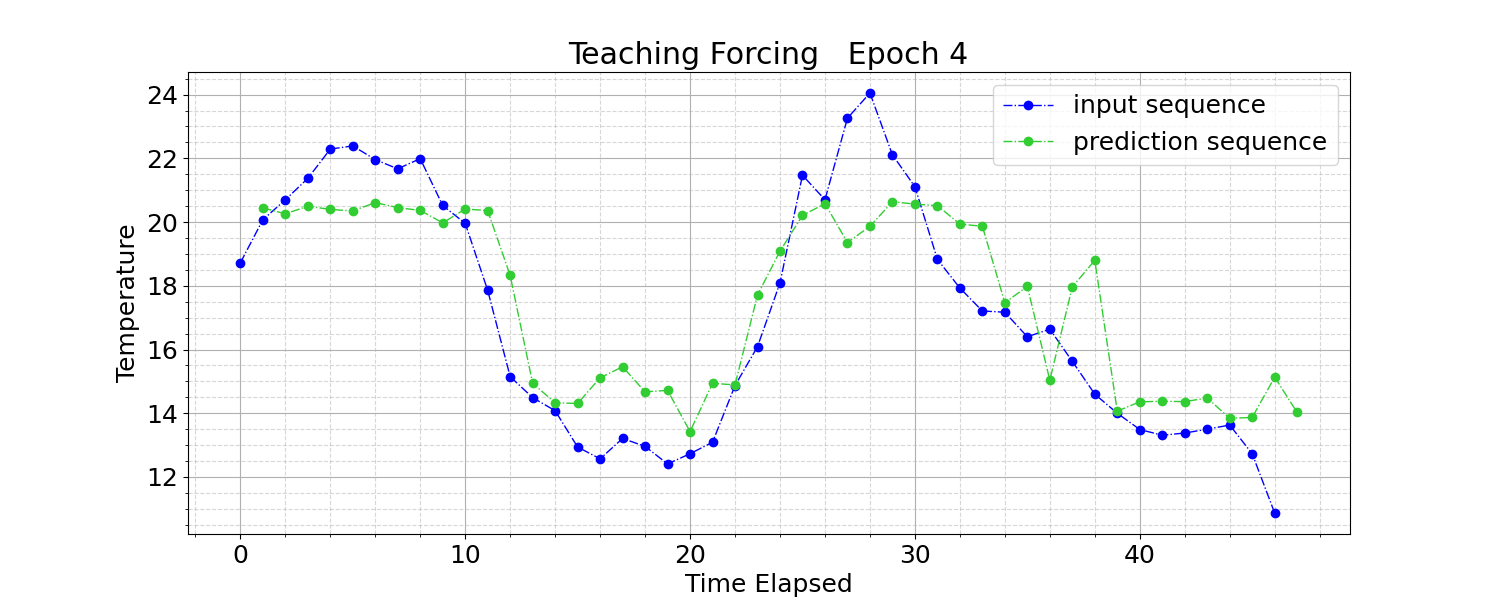 Teaching Forcing   Epoch 4
input sequence
prediction sequence
Temperature
24
22
20
18
16
14
12
0 10 20 30 40
Time Elapsed